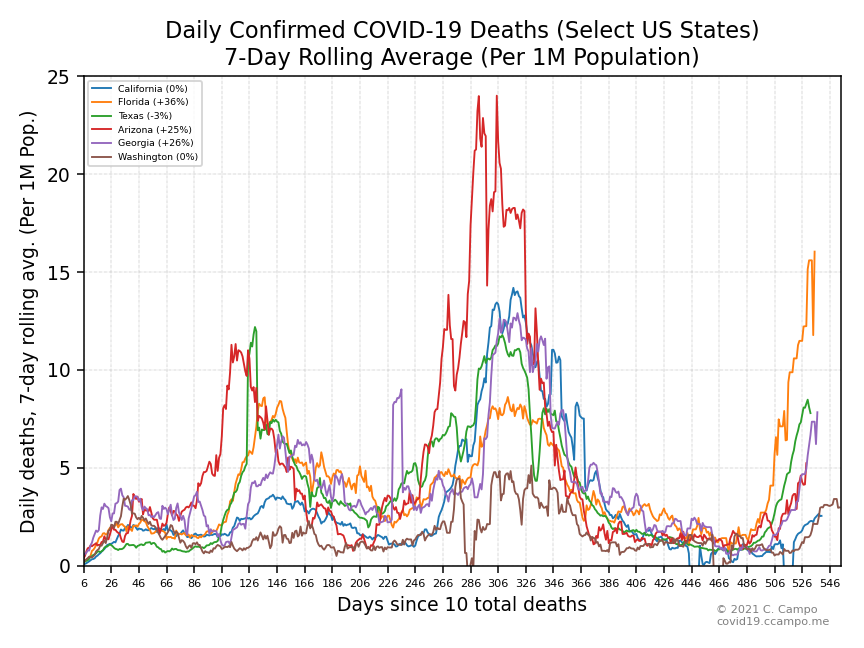 Daily Confirmed COVID-19 Deaths (Select US States)
7-Day Rolling Average (Per 1M Population)
Daily deaths, 7-day rolling avg. (Per 1M Pop.)
25
20
15
10
5
0
California (0%)
Florida (+36%)
Texas (-3%)
Arizona (+25%)
Georgia (+26%)
Washington (0%)
6 26 46 66 86 106 126 146 166 186 206 226 246 266 286 306 326 346 366 386 406 426 446 466 486 506 526 546
Days since 10 total deaths
© 2021 C. Campo
covid19.ccampo.me